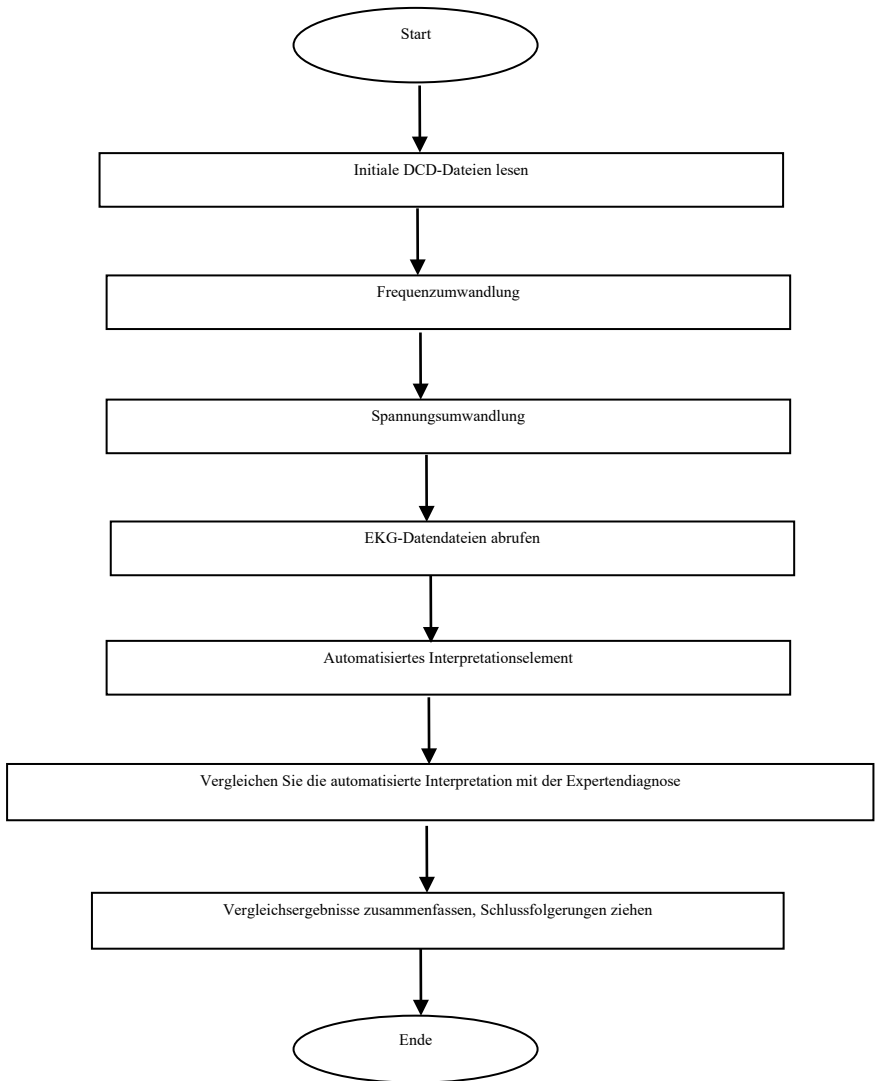 Start
Initiale DCD-Dateien lesen
Frequenzumwandlung
Spannungsumwandlung
EKG-Datendateien abrufen
Automatisiertes Interpretationselement
Vergleichen Sie die automatisierte Interpretation mit der Expertendiagnose
Vergleichsergebnisse zusammenfassen, Schlussfolgerungen ziehen
Ende